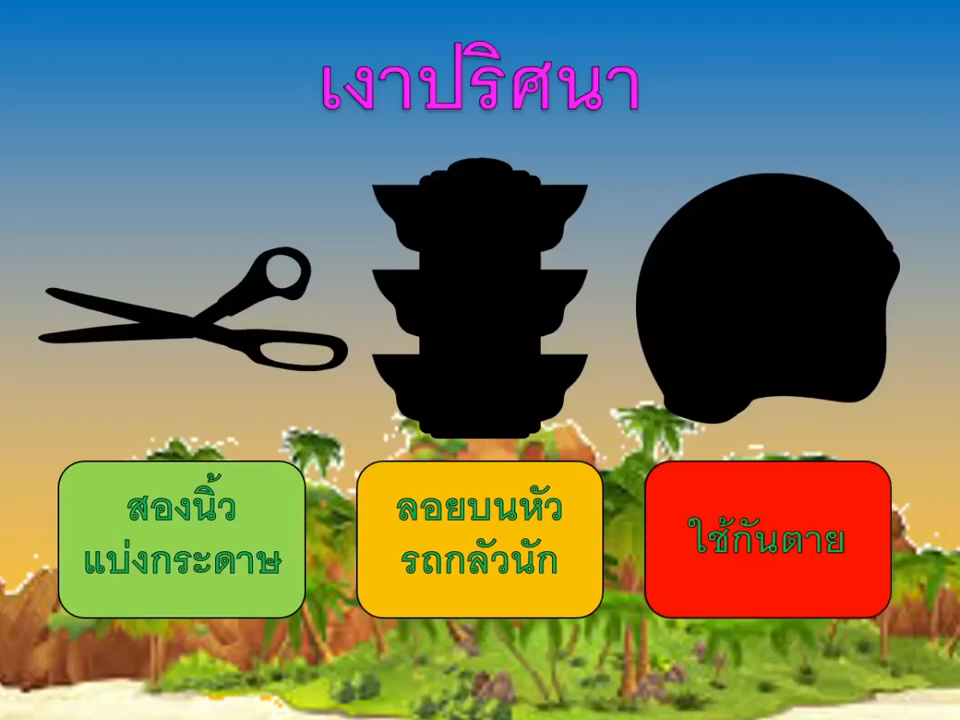 เงาปริศนา
สองนิ้ว
แบ่งกระดาษ
ลอยบนหัว
รถกลัวนัก
ใช้กันตาย